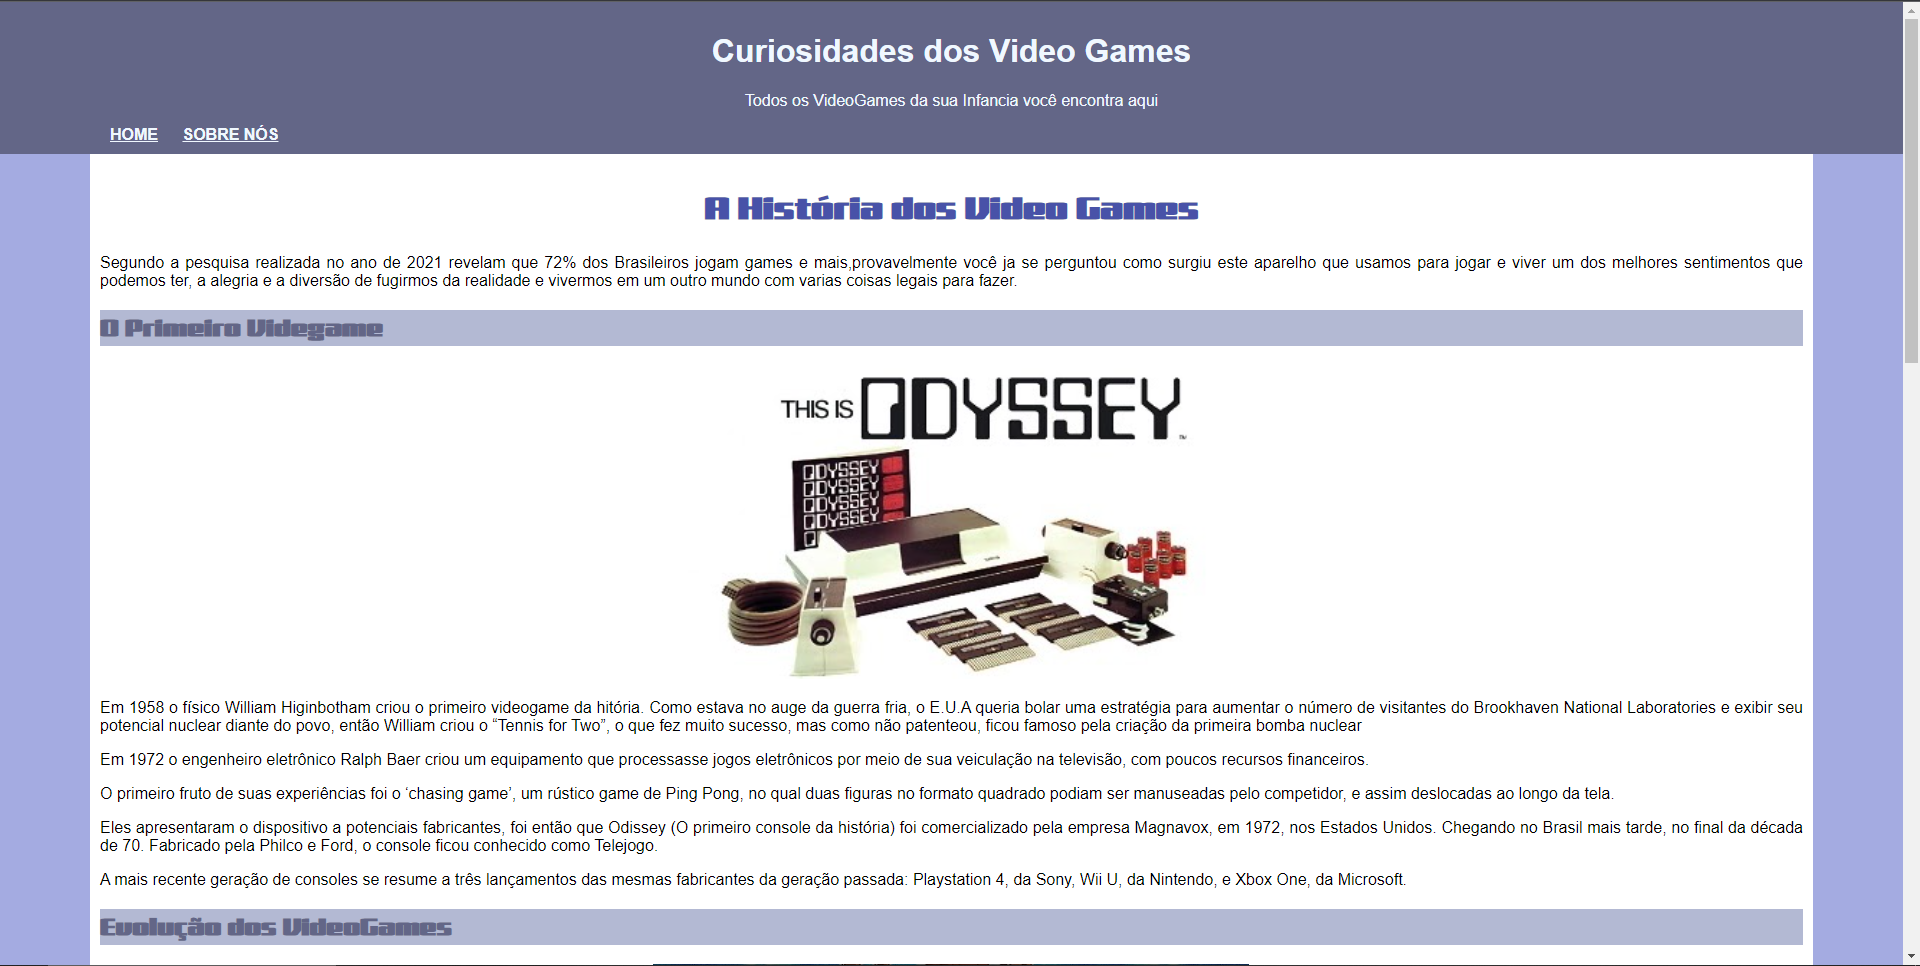 Curiosidades dos Video Games
Todos os VideoGames da sua Infancia você encontra aqui
HOME SOBRE NÓS
A História dos Video Games
Segundo a pesquisa realizada no ano de 2021 revelam que 72% dos Brasileiros jogam games e mais,provavelmente você ja se perguntou como surgiu este aparelho que usamos para jogar e viver um dos melhores sentimentos que
podemos ter, a alegria e a diversão de fugirmos da realidade e vivermos em um outro mundo com varias coisas legais para fazer.
O Primeiro Videgame
THIS IS ODYSSEY
ODYSSEY
ODYSSEY
ODYSSEY
ODYSSEY
Em 1958 o físico William Higinbotham criou o primeiro videogame da hitória. Como estava no auge da guerra fria, o E.U.A queria bolar uma estratégia para aumentar o número de visitantes do Brookhaven National Laboratories e exibir seu
potencial nuclear diante do povo, então William criou o “Tennis for Two”, o que fez muito sucesso, mas como não patenteou, ficou famoso pela criação da primeira bomba nuclear
Em 1972 o engenheiro eletrônico Ralph Baer criou um equipamento que processasse jogos eletrônicos por meio de sua veiculação na televisão, com poucos recursos financeiros.
O primeiro fruto de suas experiências foi o ‘chasing game’, um rústico game de Ping Pong, no qual duas figuras no formato quadrado podiam ser manuseadas pelo competidor, e assim deslocadas ao longo da tela.
Eles apresentaram o dispositivo a potenciais fabricantes, foi então que Odissey (O primeiro console da história) foi comercializado pela empresa Magnavox, em 1972, nos Estados Unidos. Chegando no Brasil mais tarde, no final da década
de 70. Fabricado pela Philco e Ford, o console ficou conhecido como Telejogo.
A mais recente geração de consoles se resume a três lançamentos das mesmas fabricantes da geração passada: Playstation 4, da Sony, Wii U, da Nintendo, e Xbox One, da Microsoft.
Evolução dos VideoGames